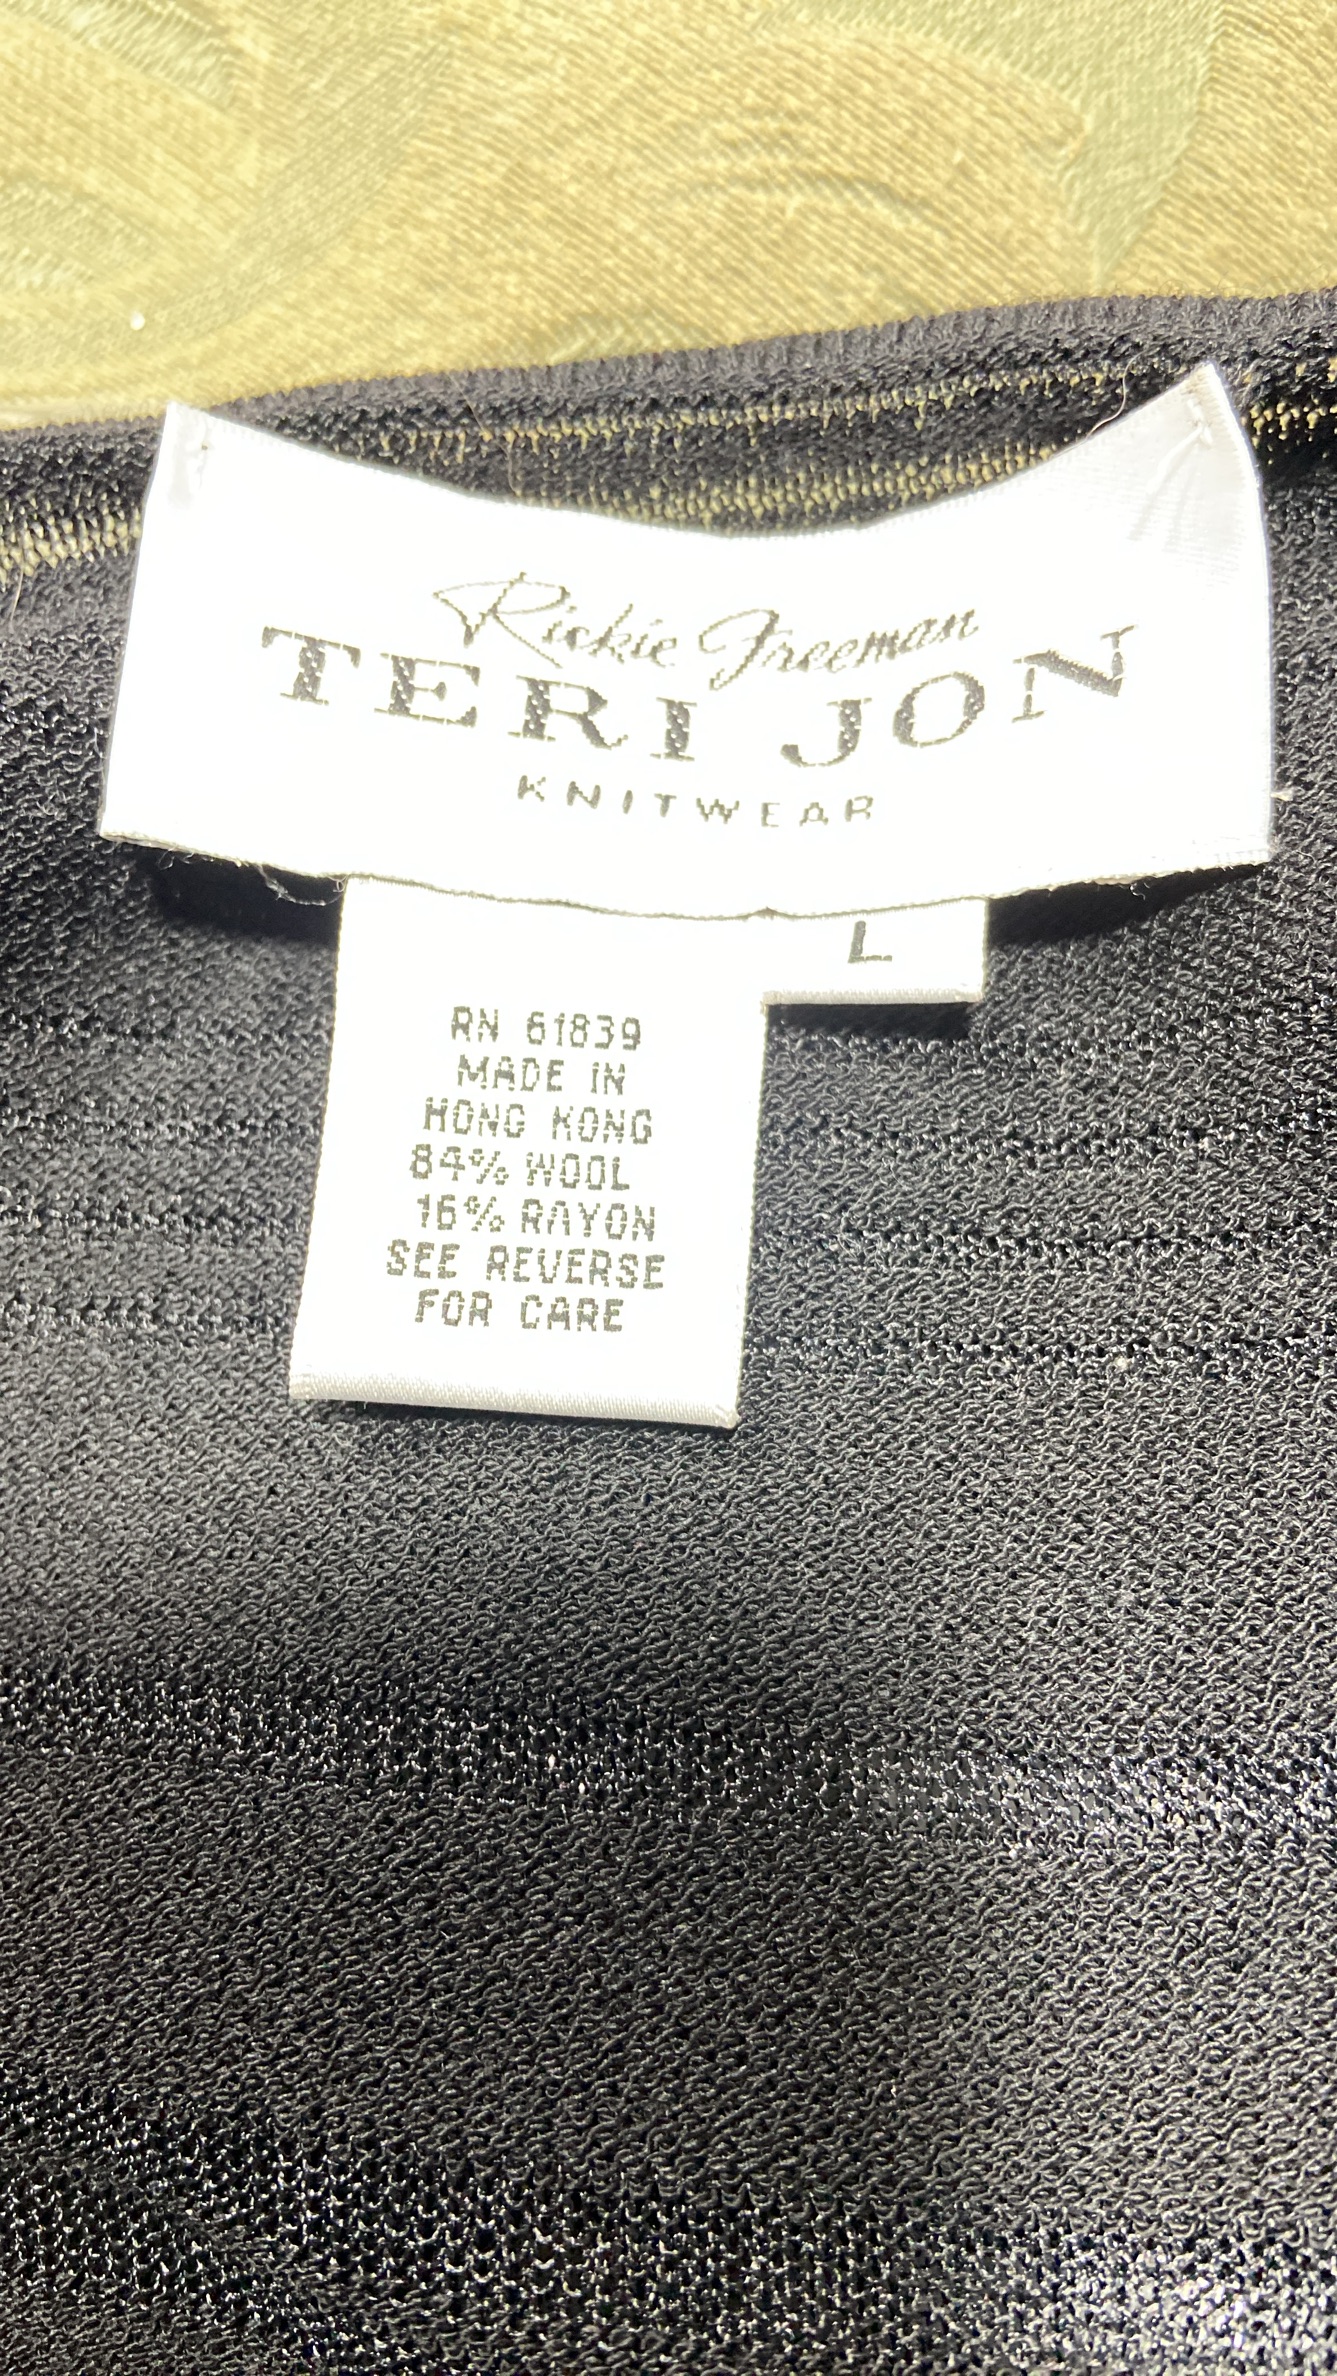 Rickie Freeman
TERI JON
KNITWEAR
L
RN 61839
MADE IN
HONG KONG
84% WOOL
16% RAYON
SEE REVERSE
FOR CARE